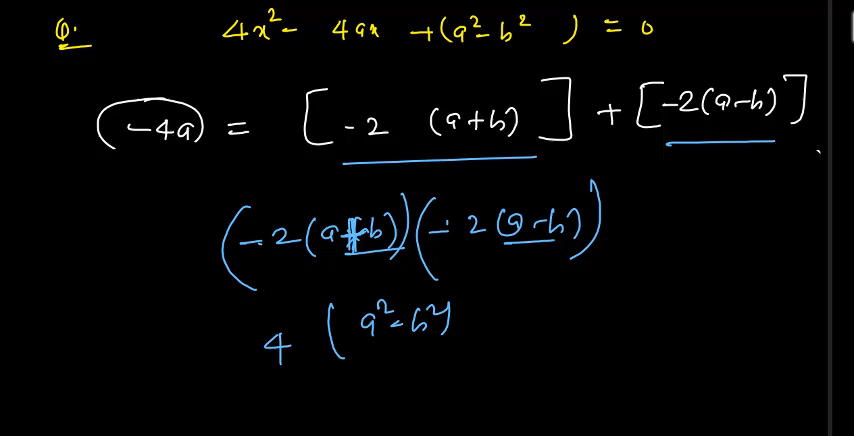 Q. 4x² - 4ax + (a² - b²) = 0
(-4a) = [-2 (a+b)] + [-2(a-b)]
(-2(a+b))(-2(a-b))
4 (a² - b²)